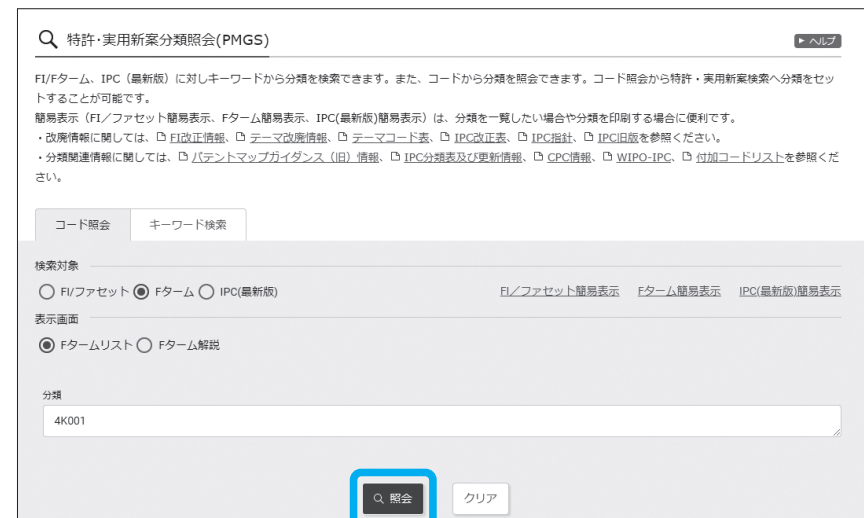 特許･実用新案分類照会(PMGS)
ヘルプ
FI/Fターム、IPC（最新版）に対しキーワードから分類を検索できます。また、コードから分類を照会できます。コード照会から特許・実用新案検索へ分類をセッ
トすることが可能です。
簡易表示（FI／ファセット簡易表示、Fターム簡易表示、IPC(最新版)簡易表示）は、分類を一覧したい場合や分類を印刷する場合に便利です。
・改廃情報に関しては、FI改正情報、テーマ改廃情報、テーマコード表、IPC改正表、IPC指針、IPC旧版を参照ください。
・分類関連情報に関しては、パテントマップガイダンス（旧）情報、IPC分類表及び更新情報、CPC情報、WIPO-IPC、付加コードリストを参照くだ
さい。
コード照会 キーワード検索
検索対象
FI/ファセット Fターム IPC(最新版) FI／ファセット簡易表示 Fターム簡易表示 IPC(最新版)簡易表示
表示画面
Fタームリスト Fターム解説
分類
4K001
照会 クリア